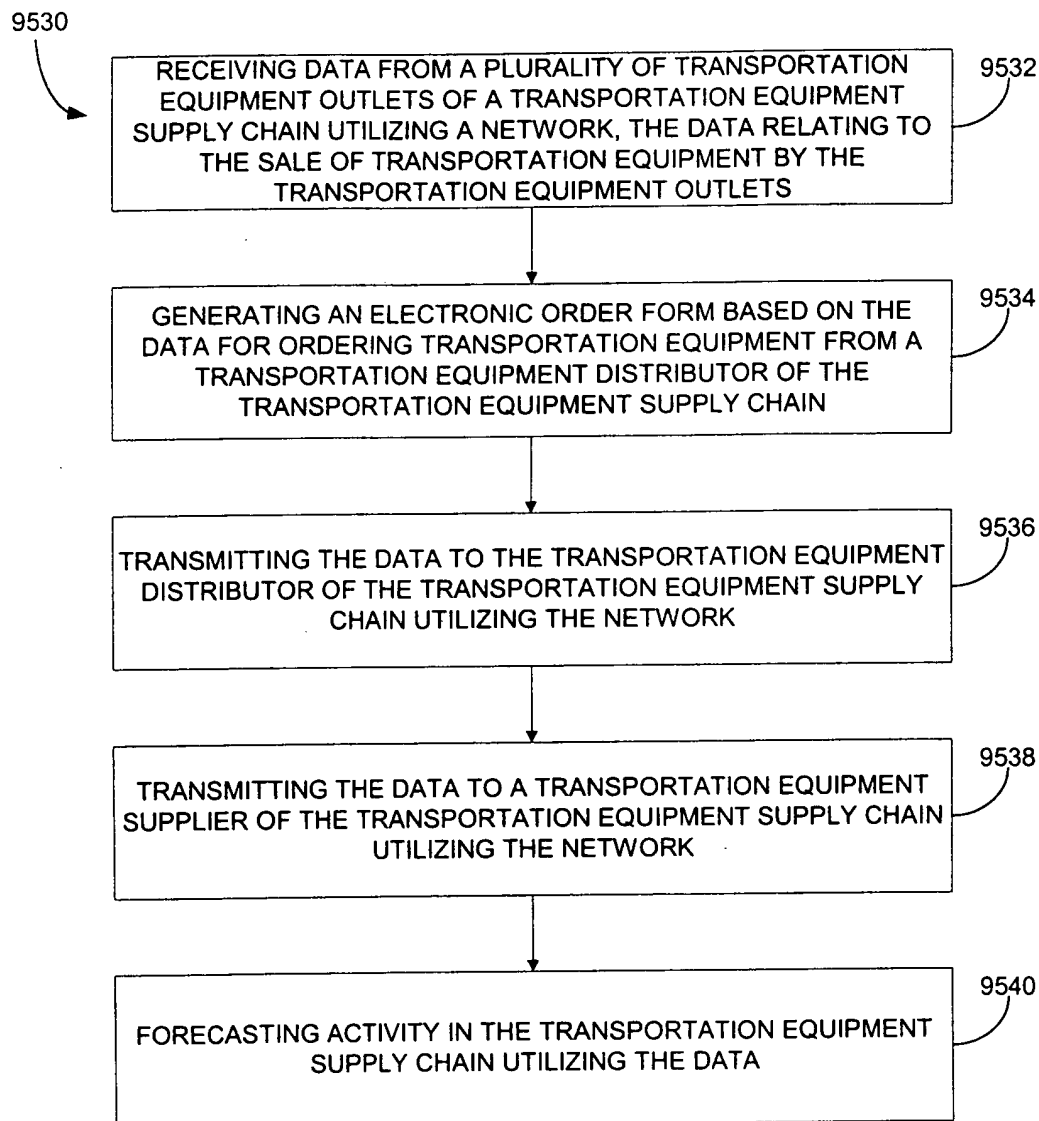 9530
RECEIVING DATA FROM A PLURALITY OF TRANSPORTATION
EQUIPMENT OUTLETS OF A TRANSPORTATION EQUIPMENT
SUPPLY CHAIN UTILIZING A NETWORK, THE DATA RELATING TO
THE SALE OF TRANSPORTATION EQUIPMENT BY THE
TRANSPORTATION EQUIPMENT OUTLETS
9532
GENERATING AN ELECTRONIC ORDER FORM BASED ON THE
DATA FOR ORDERING TRANSPORTATION EQUIPMENT FROM A
TRANSPORTATION EQUIPMENT DISTRIBUTOR OF THE
TRANSPORTATION EQUIPMENT SUPPLY CHAIN
9534
TRANSMITTING THE DATA TO THE TRANSPORTATION EQUIPMENT
DISTRIBUTOR OF THE TRANSPORTATION EQUIPMENT SUPPLY
CHAIN UTILIZING THE NETWORK
9536
TRANSMITTING THE DATA TO A TRANSPORTATION EQUIPMENT
SUPPLIER OF THE TRANSPORTATION EQUIPMENT SUPPLY CHAIN
UTILIZING THE NETWORK
9538
FORECASTING ACTIVITY IN THE TRANSPORTATION EQUIPMENT
SUPPLY CHAIN UTILIZING THE DATA
9540